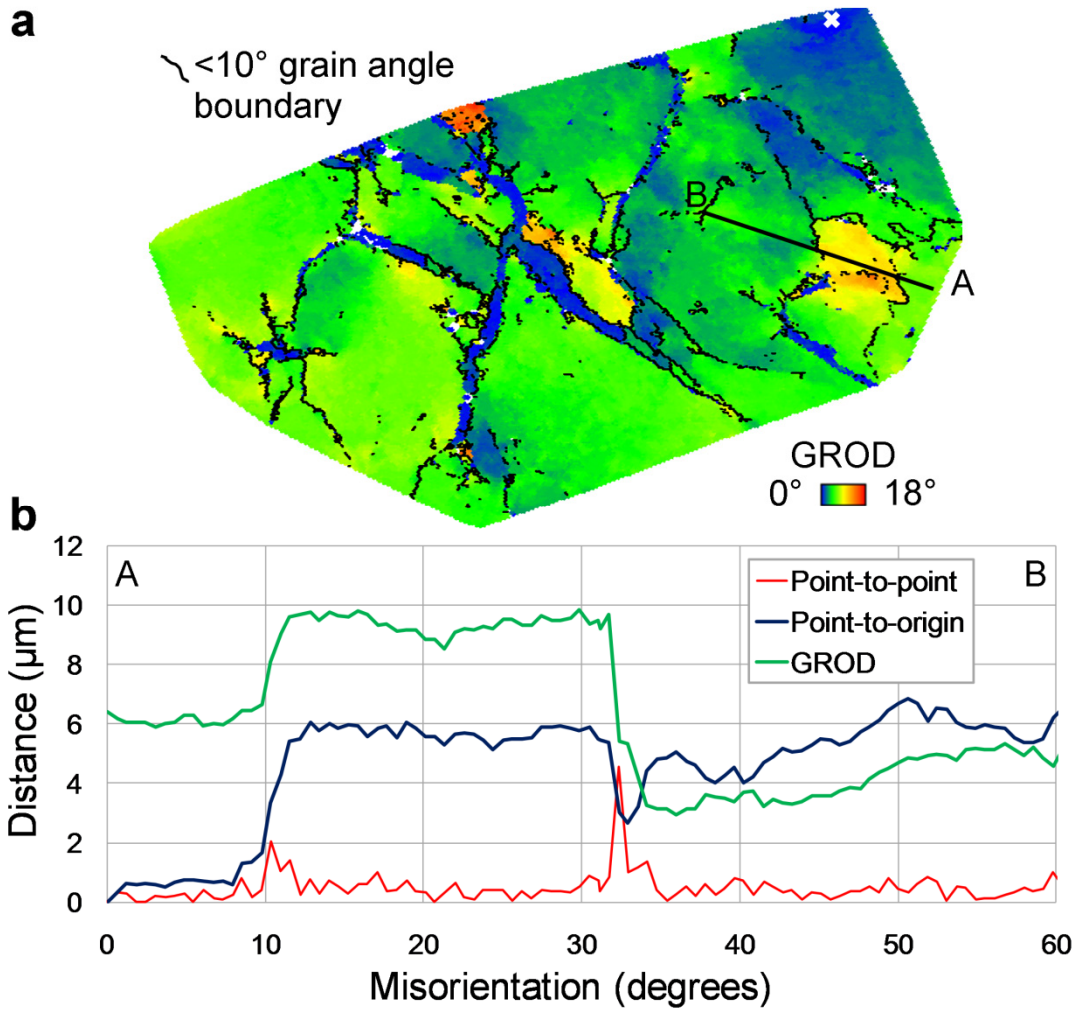 a
<10° grain angle
boundary
B
A
GROD
0° 18°
b
12
10
8
6
4
2
0
Distance (µm)
A
B
Point-to-point
Point-to-origin
GROD
0 10 20 30 40 50 60
Misorientation (degrees)